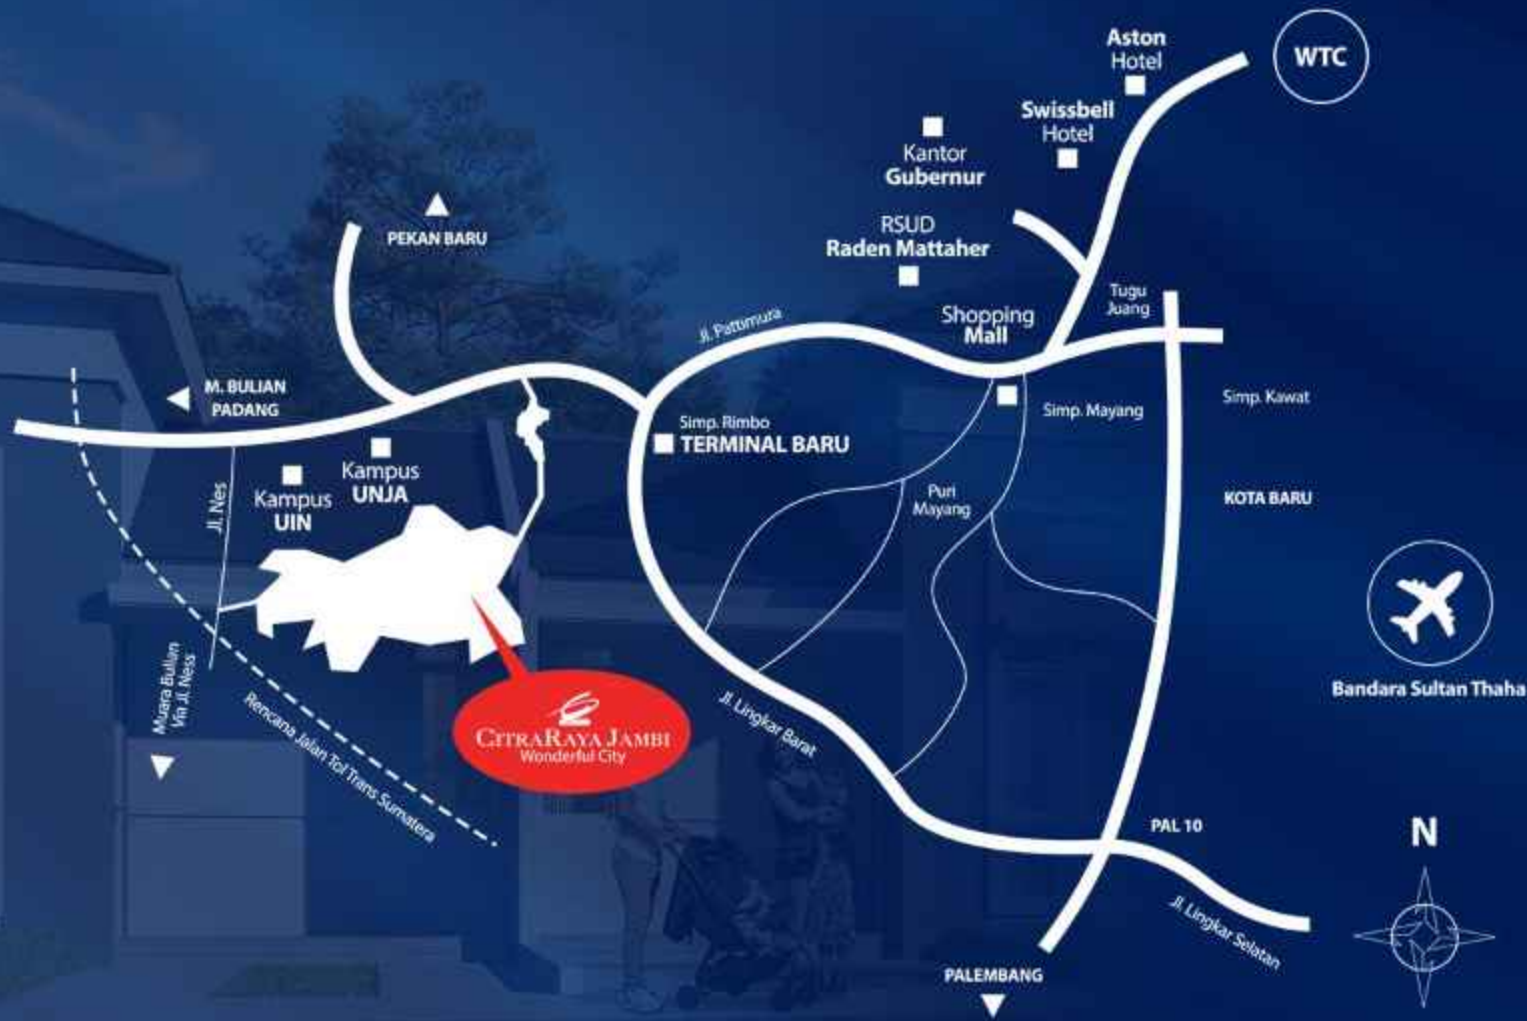 Aston
Hotel
WTC
Swissbell
Hotel
Kantor
Gubernur
PEKAN BARU
RSUD
Raden Mattaher
Tugu
Juang
Jl. Pattimura
Shopping
Mall
M. BULIAN
PADANG
Simp. Mayang
Simp. Kawat
Simp. Rimbo
TERMINAL BARU
Kampus
UNJA
Kampus
UIN
Jl. Nes
Puri
Mayang
KOTA BARU
Bandara Sultan Thaha
Muara Bulian
Via Jl. Ness
Rencana Jalan Tol Trans Sumatera
CITRARAYA JAMBI
Wonderful City
Jl. Lingkar Barat
PAL 10
N
Jl. Lingkar Selatan
PALEMBANG